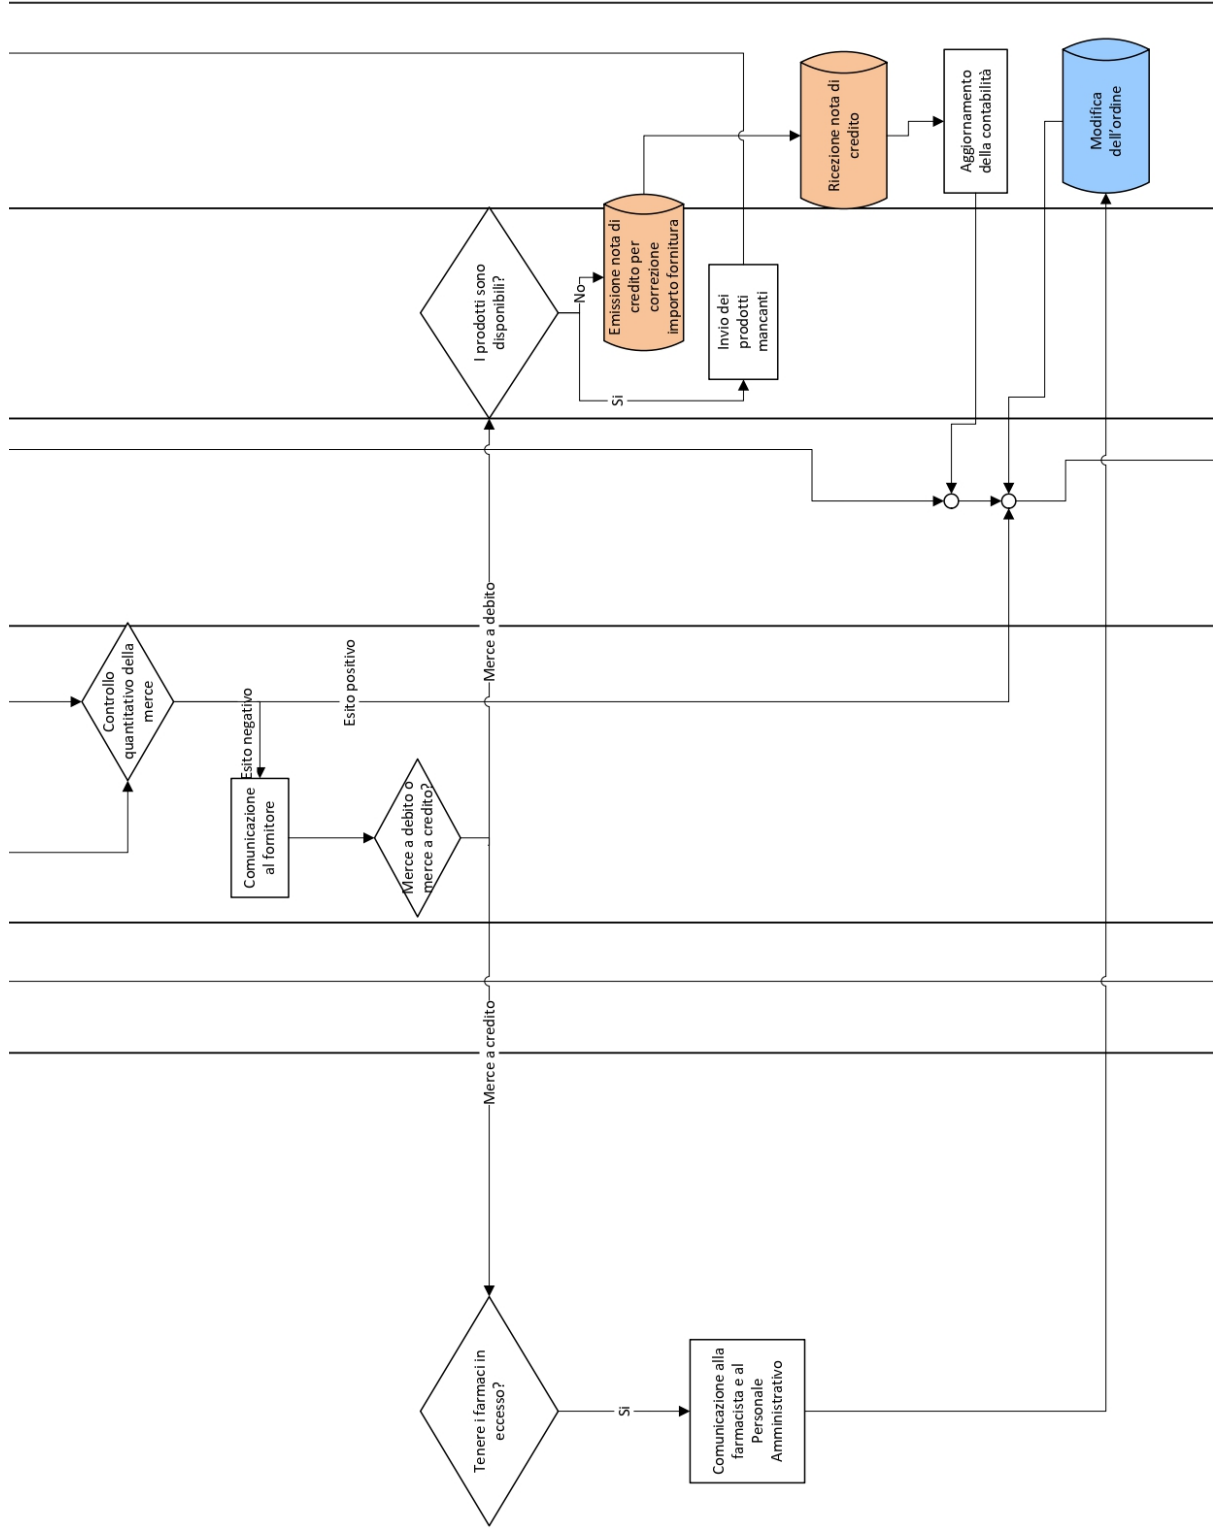 Controllo
quantitativo della
merce
Esito negativo
Esito positivo
Comunicazione
al fornitore
Merce a debito o
merce a credito?
Merce a debito
Merce a credito
I prodotti sono
disponibili?
No
Si
Emissione nota di
credito per
correzione
importo fornitura
Invio dei
prodotti
mancanti
Ricezione nota di
credito
Aggiornamento
della contabilità
Modifica
dell'ordine
Tenere i farmaci in
eccesso?
Si
Comunicazione alla
farmacista e al
Personale
Amministrativo